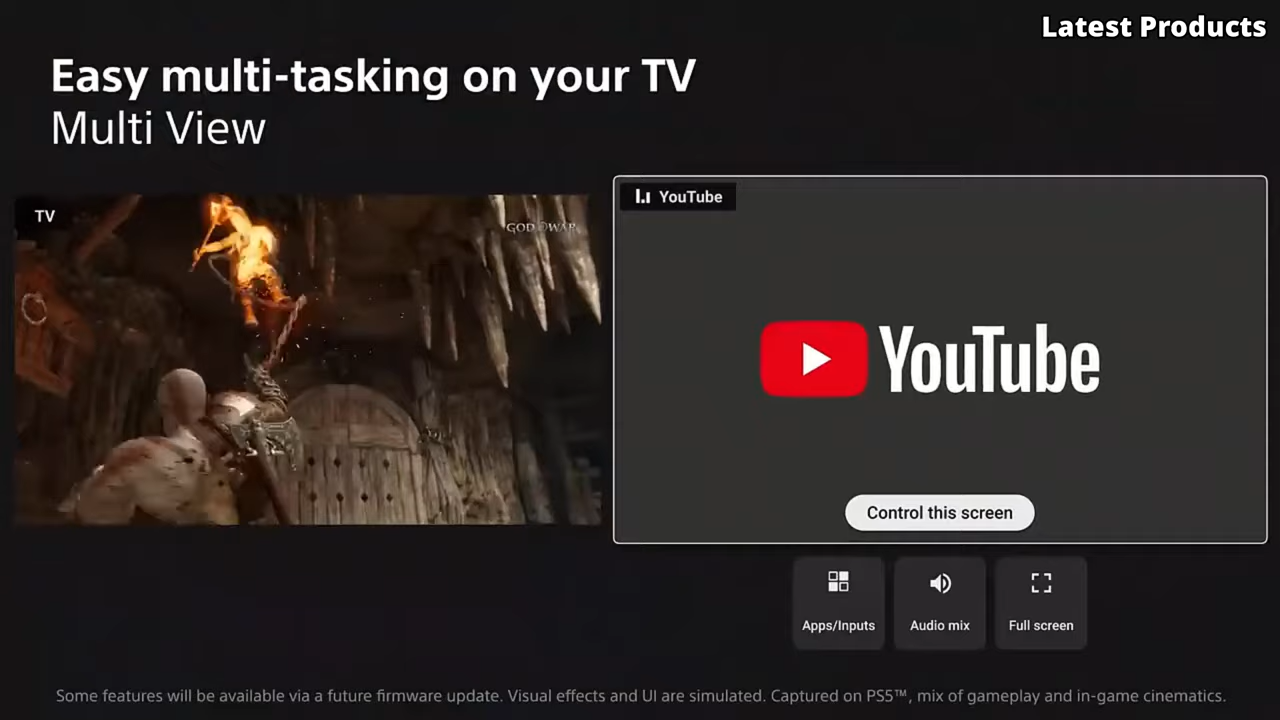 Latest Products
Easy multi-tasking on your TV
Multi View
TV
GOD OF WAR
YouTube
YouTube
Control this screen
Apps/Inputs
Audio mix
Full screen
Some features will be available via a future firmware update. Visual effects and UI are simulated. Captured on PS5™, mix of gameplay and in-game cinematics.